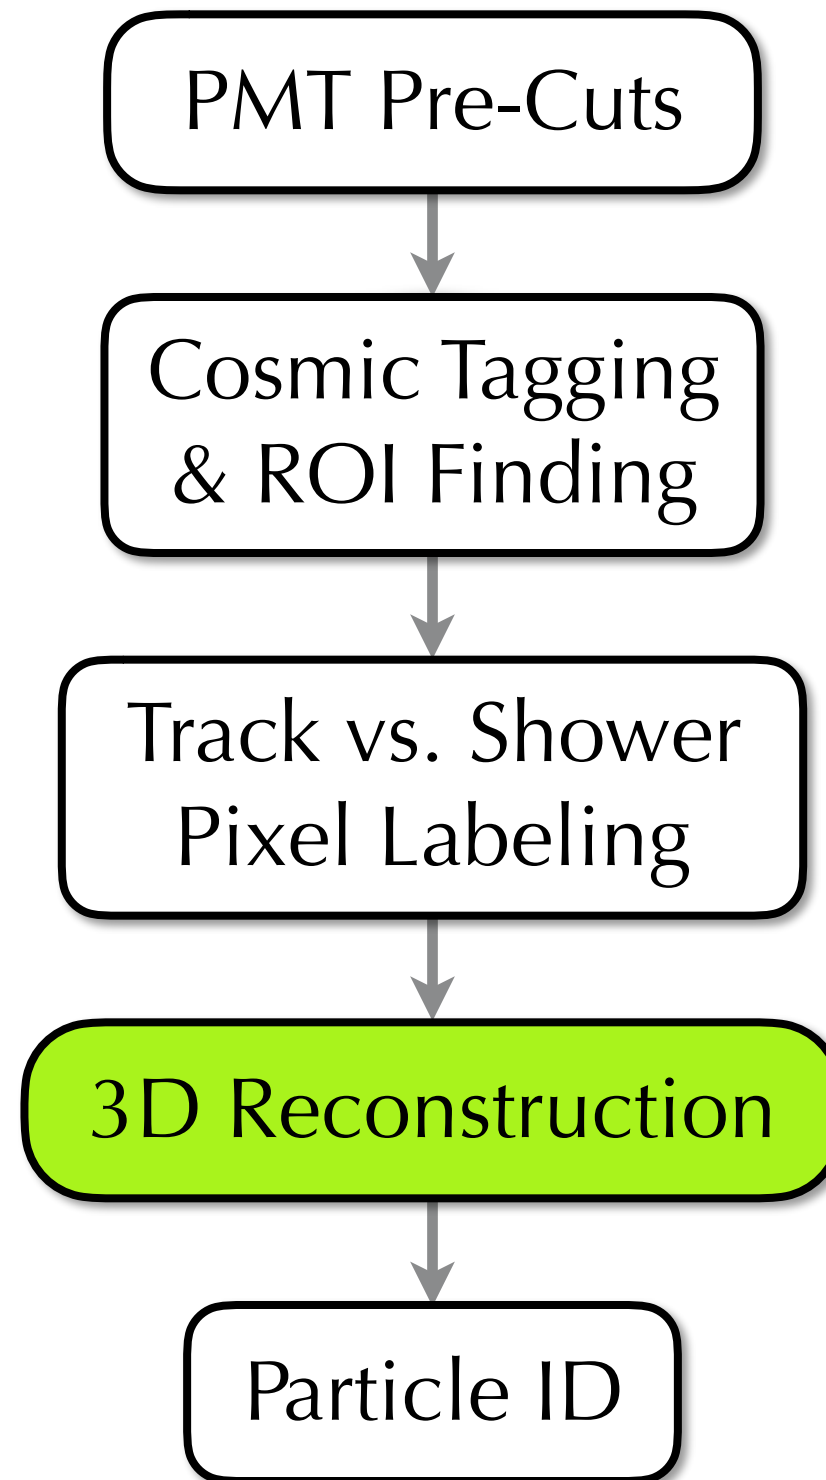 PMT Pre-Cuts
Cosmic Tagging
& ROI Finding
Track vs. Shower
Pixel Labeling
3D Reconstruction
Particle ID